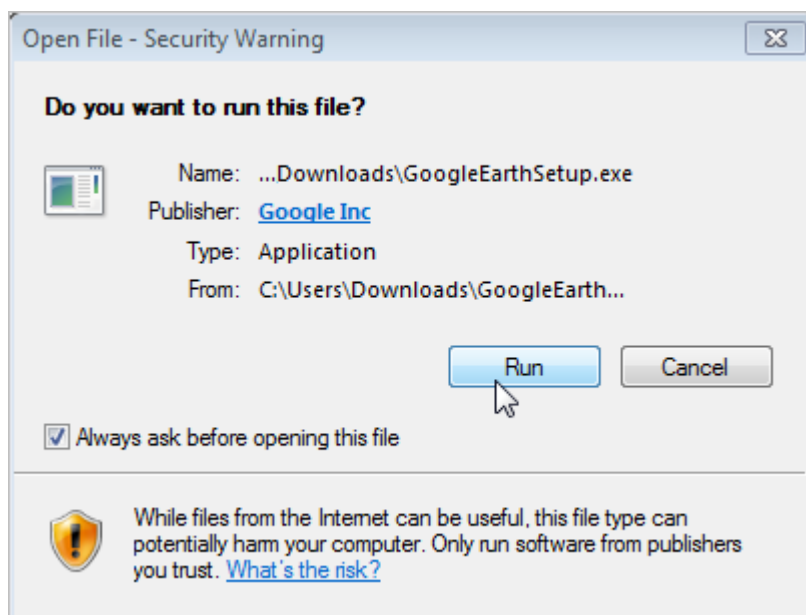 Open File - Security Warning
Do you want to run this file?
Name: ...Downloads\GoogleEarthSetup.exe
Publisher: Google Inc
Type: Application
From: C:\Users\Downloads\GoogleEarth...
Run Cancel
Always ask before opening this file
While files from the Internet can be useful, this file type can
potentially harm your computer. Only run software from publishers
you trust. What's the risk?